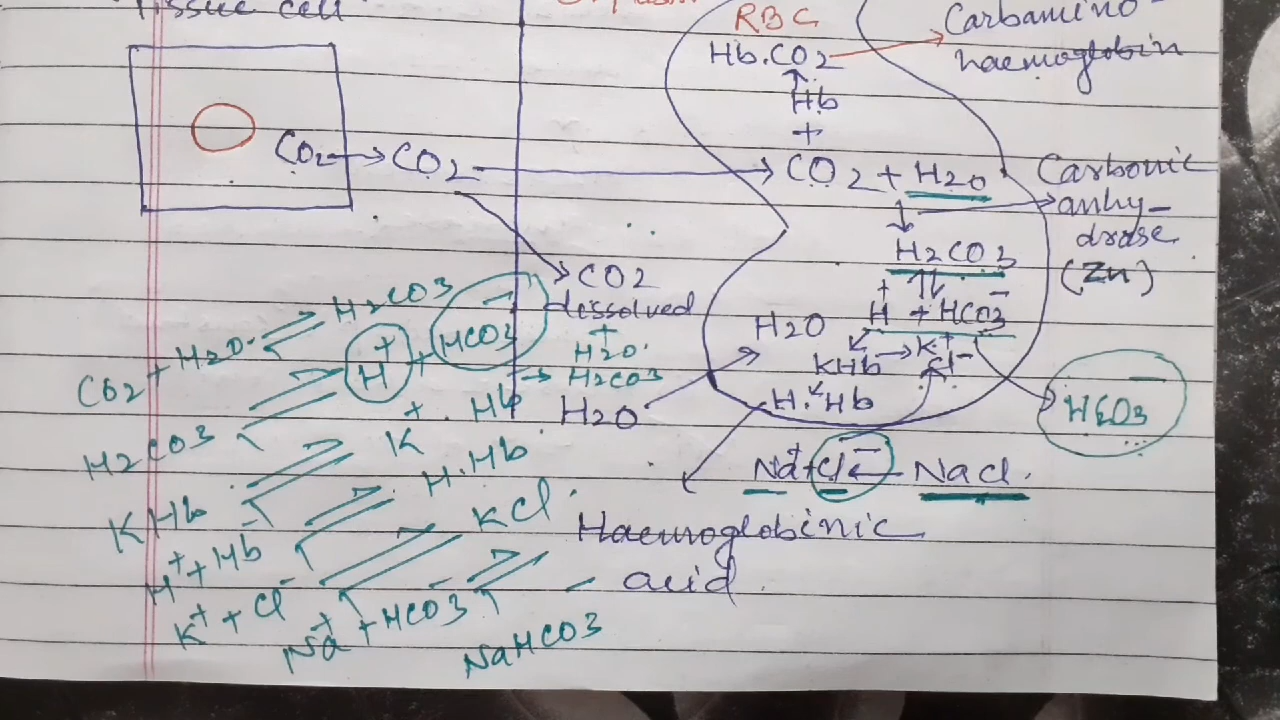 Tissue cell
RBC
Carbamino-
haemoglobin
Hb.CO2
Hb
+
CO2 → CO2 → CO2 + H2O
Carbonic
anhy-
drase
(Zn)
H2CO3
CO2
dessolved
+
H2O
→ H2CO3
H+ + HCO3-
H2O
KHb → K+
Cl-
H2O
H.Hb
HCO3-
Na+ Cl- ← NaCl.
Haemoglobinic
acid.
CO2 + H2O ⇌ H2CO3
H2CO3 ⇌ H+ + HCO3-
KHb ⇌ K+ . Hb
H+ + Hb- ⇌ H.Hb
K+ + Cl- ⇌ KCl
Na+ + HCO3- ⇌ NaHCO3